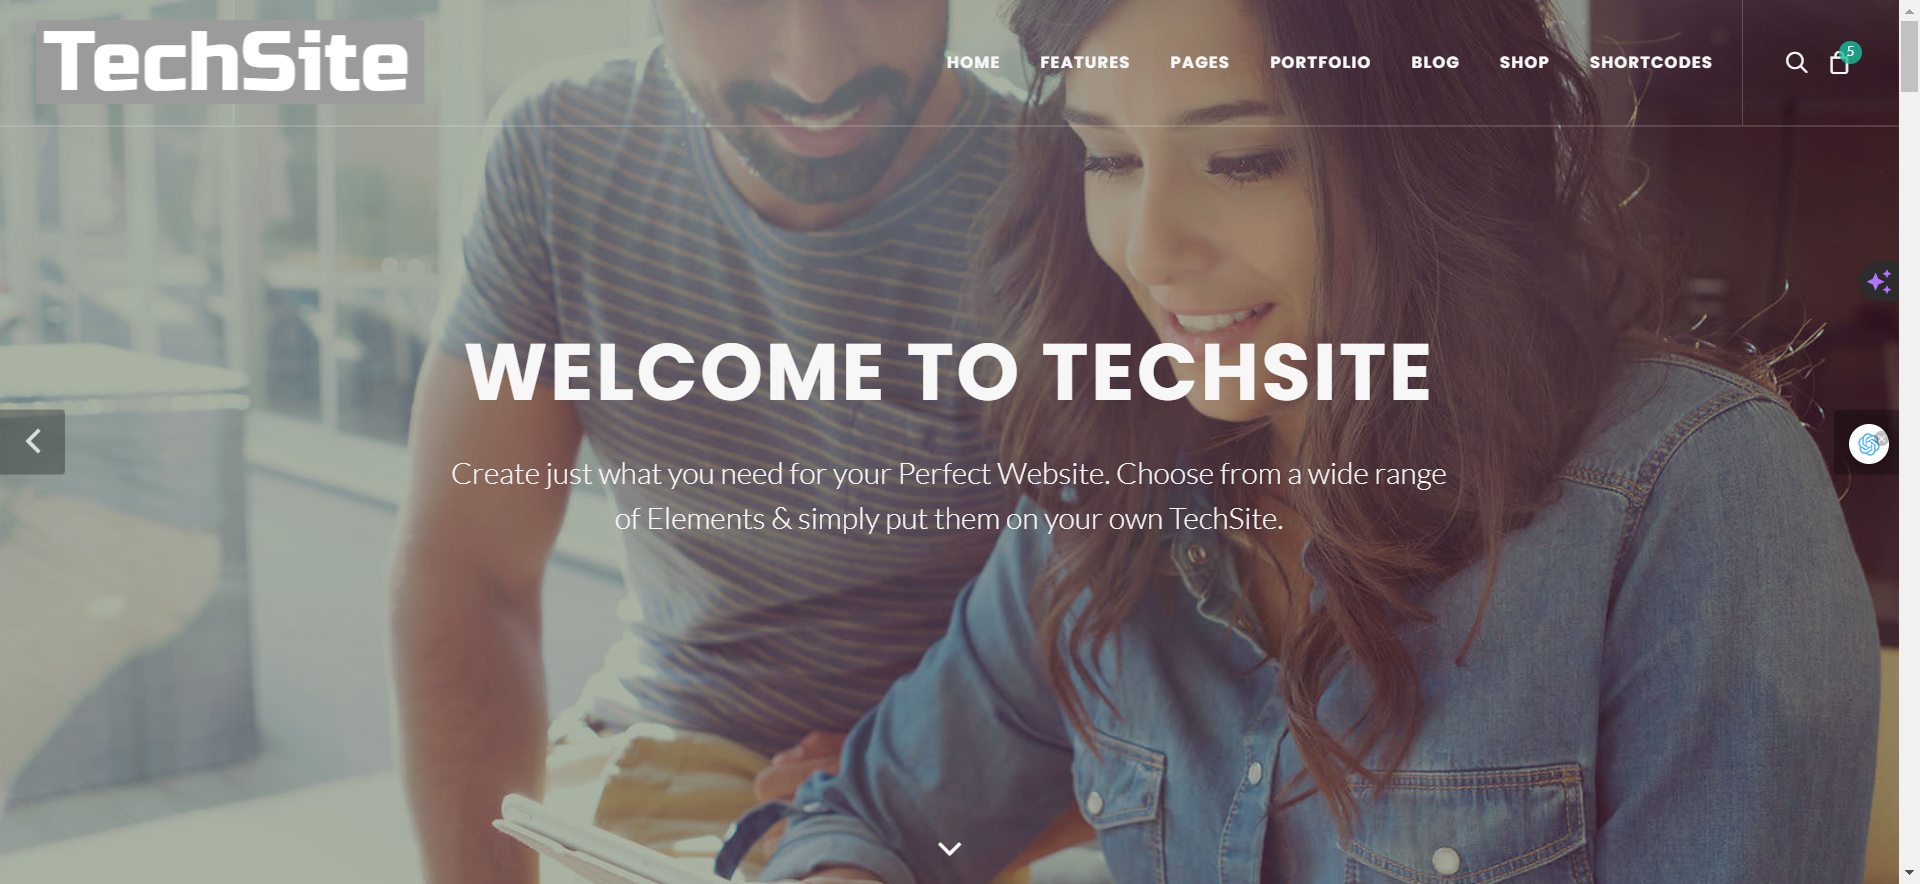 TechSite
HOME FEATURES PAGES PORTFOLIO BLOG SHOP SHORTCODES 5
WELCOME TO TECHSITE
Create just what you need for your Perfect Website. Choose from a wide range
of Elements & simply put them on your own TechSite.